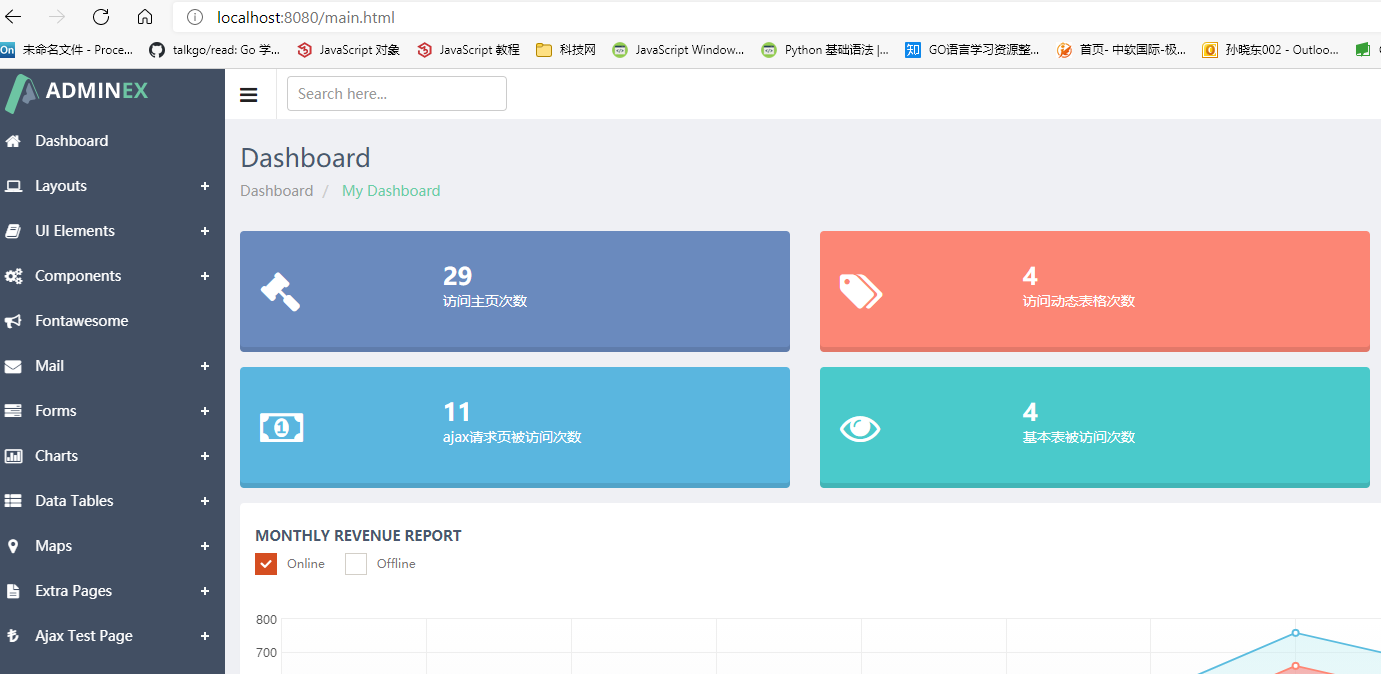 localhost:8080/main.html
On 未命名文件 - Proce... talkgo/read: Go 学... JavaScript 对象 JavaScript 教程 科技网 JavaScript Window... Python 基础语法 |... 知 GO语言学习资源整... 首页- 中软国际-极... 孙晓东002 - Outloo...
ADMINEX
Search here...
Dashboard
Layouts +
UI Elements +
Components +
Fontawesome
Mail +
Forms +
Charts +
Data Tables +
Maps +
Extra Pages +
Ajax Test Page +
Dashboard
Dashboard / My Dashboard
29
访问主页次数
4
访问动态表格次数
11
ajax请求页被访问次数
4
基本表被访问次数
MONTHLY REVENUE REPORT
Online Offline
800
700